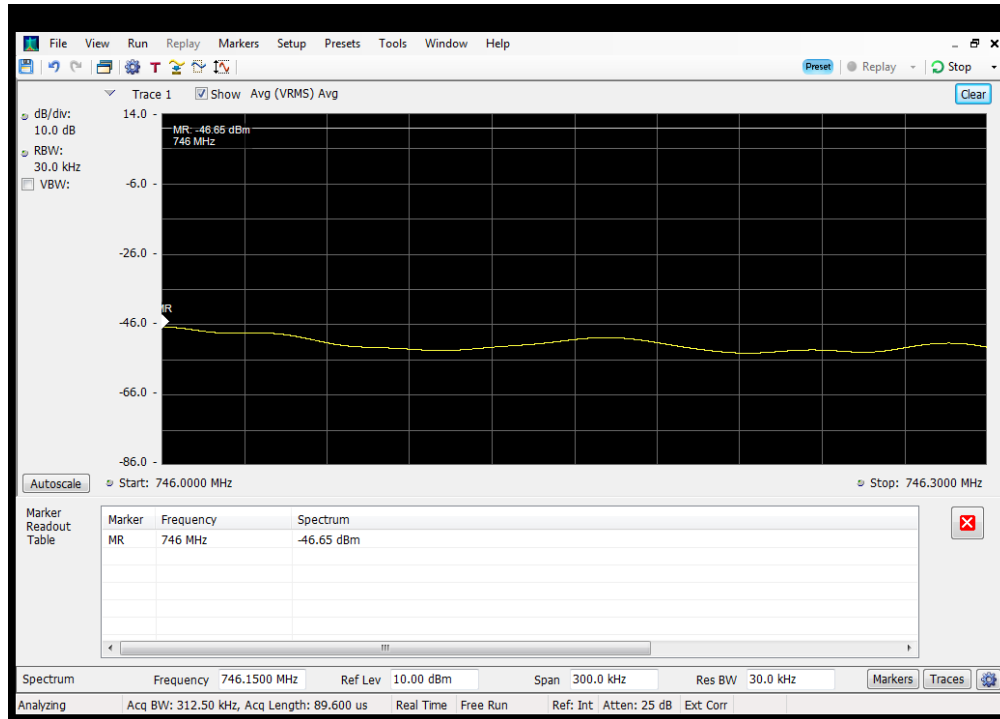 File View Run Replay Markers Setup Presets Tools Window Help
T Preset Replay Stop
Trace 1 Show Avg (VRMS) Avg Clear
dB/div:
10.0 dB
RBW:
30.0 kHz
VBW:
14.0
MR: -46.65 dBm
746 MHz
-6.0
-26.0
MR
-46.0
-66.0
-86.0
Autoscale Start: 746.0000 MHz Stop: 746.3000 MHz
Marker
Readout
Table
Marker Frequency Spectrum
MR 746 MHz -46.65 dBm
Spectrum Frequency 746.1500 MHz Ref Lev 10.00 dBm Span 300.0 kHz Res BW 30.0 kHz Markers Traces
Analyzing Acq BW: 312.50 kHz, Acq Length: 89.600 us Real Time Free Run Ref: Int Atten: 25 dB Ext Corr